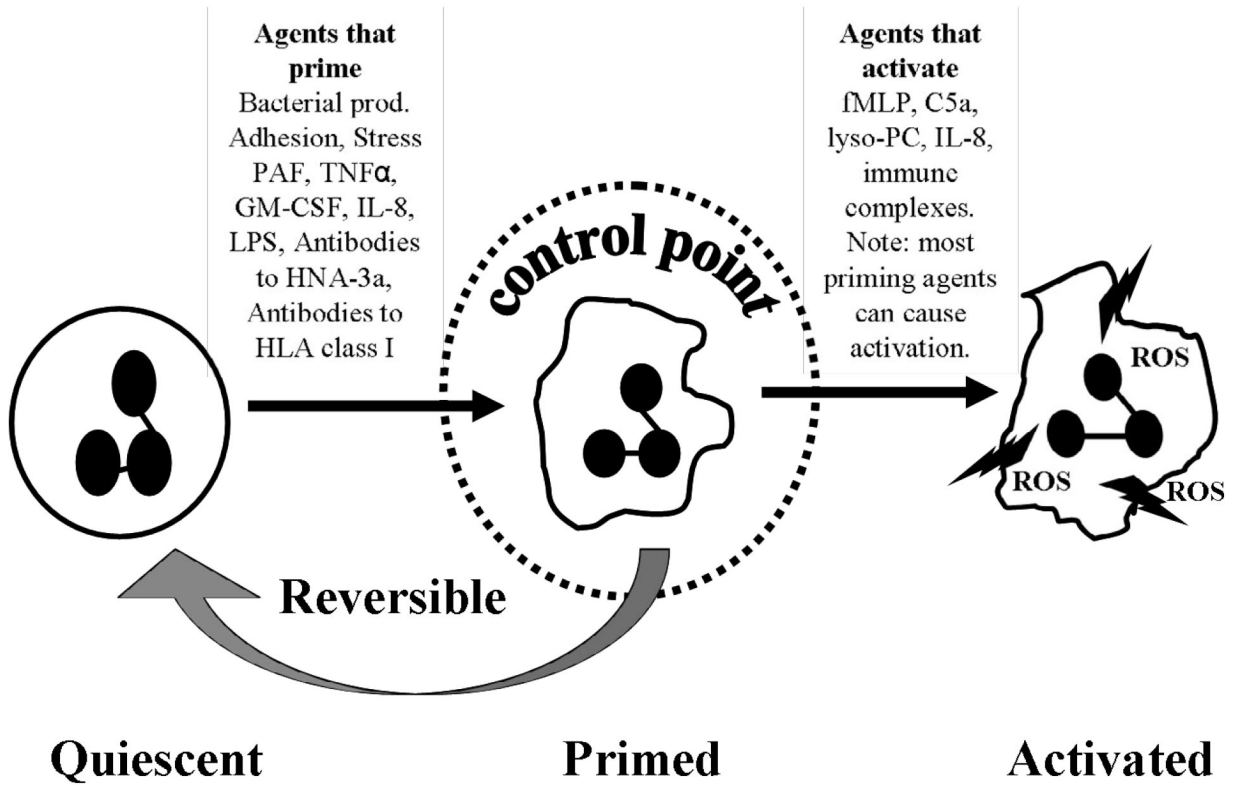 Agents that
prime
Bacterial prod.
Adhesion, Stress
PAF, TNFα,
GM-CSF, IL-8,
LPS, Antibodies
to HNA-3a,
Antibodies to
HLA class I
control point
Agents that
activate
fMLP, C5a,
lyso-PC, IL-8,
immune
complexes.
Note: most
priming agents
can cause
activation.
ROS
ROS
ROS
Reversible
Quiescent
Primed
Activated